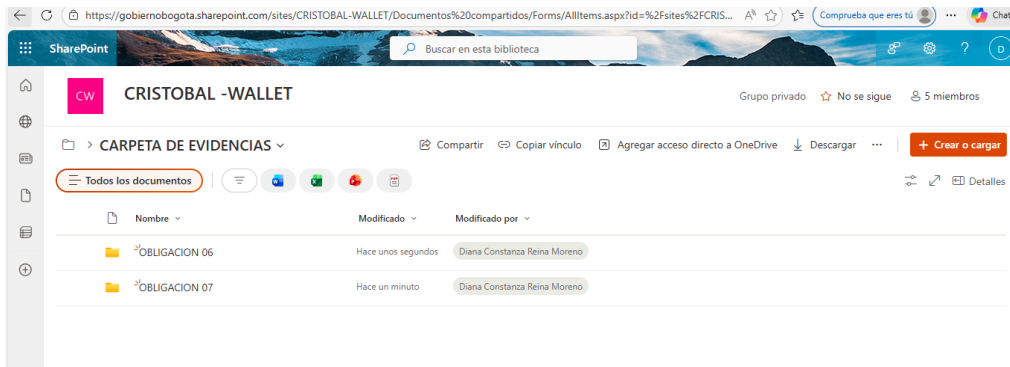 https://gobiernobogota.sharepoint.com/sites/CRISTOBAL-WALLET/Documentos%20compartidos/Forms/AllItems.aspx?id=%2Fsites%2FCRIS... Comprueba que eres tú Chat
SharePoint Buscar en esta biblioteca ? D
CW CRISTOBAL -WALLET Grupo privado No se sigue 5 miembros
> CARPETA DE EVIDENCIAS Compartir Copiar vínculo Agregar acceso directo a OneDrive Descargar ... + Crear o cargar
Todos los documentos Detalles
Nombre Modificado Modificado por
OBLIGACION 06 Hace unos segundos Diana Constanza Reina Moreno
OBLIGACION 07 Hace un minuto Diana Constanza Reina Moreno